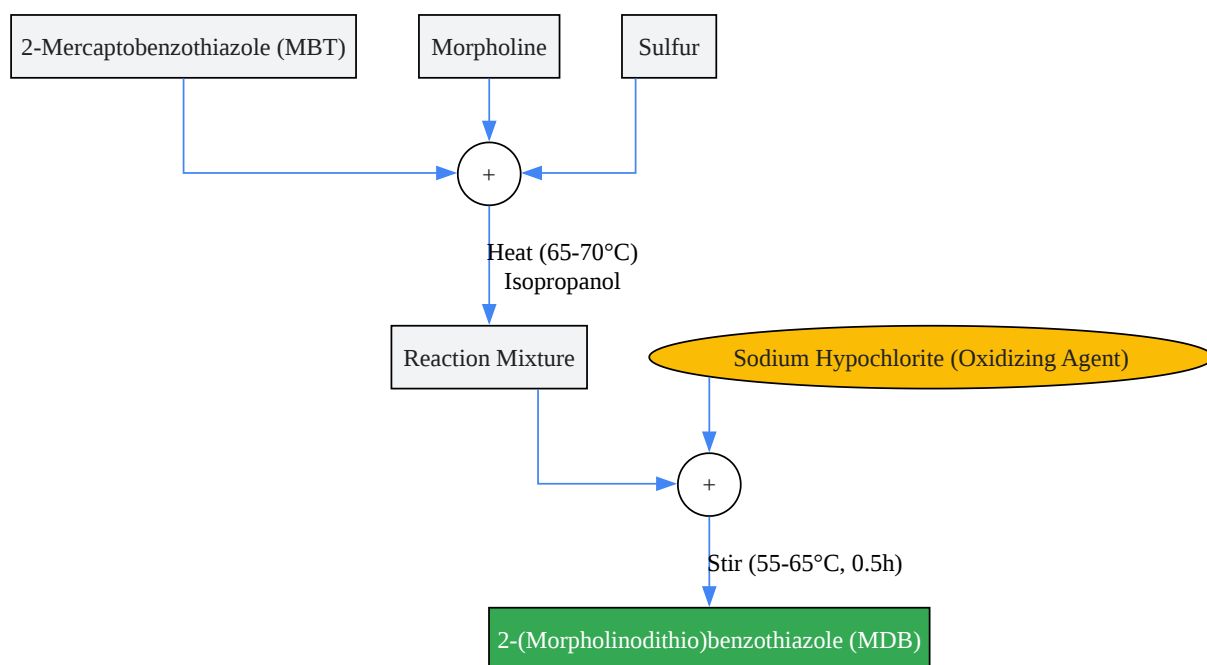 2-Mercaptobenzothiazole (MBT)
Morpholine
Sulfur
+
Heat (65-70°C)
Isopropanol
Reaction Mixture
Sodium Hypochlorite (Oxidizing Agent)
+
Stir (55-65°C, 0.5h)
2-(Morpholinodithio)benzothiazole (MDB)